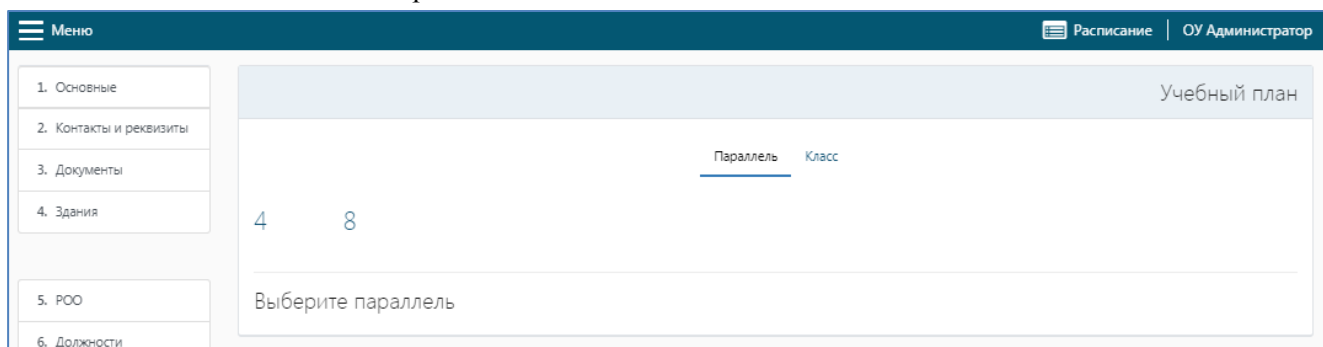 Меню
Расписание
ОУ Администратор
1. Основные
2. Контакты и реквизиты
3. Документы
4. Здания
5. РОО
6. Должности
Учебный план
Параллель Класс
4 8
Выберите параллель